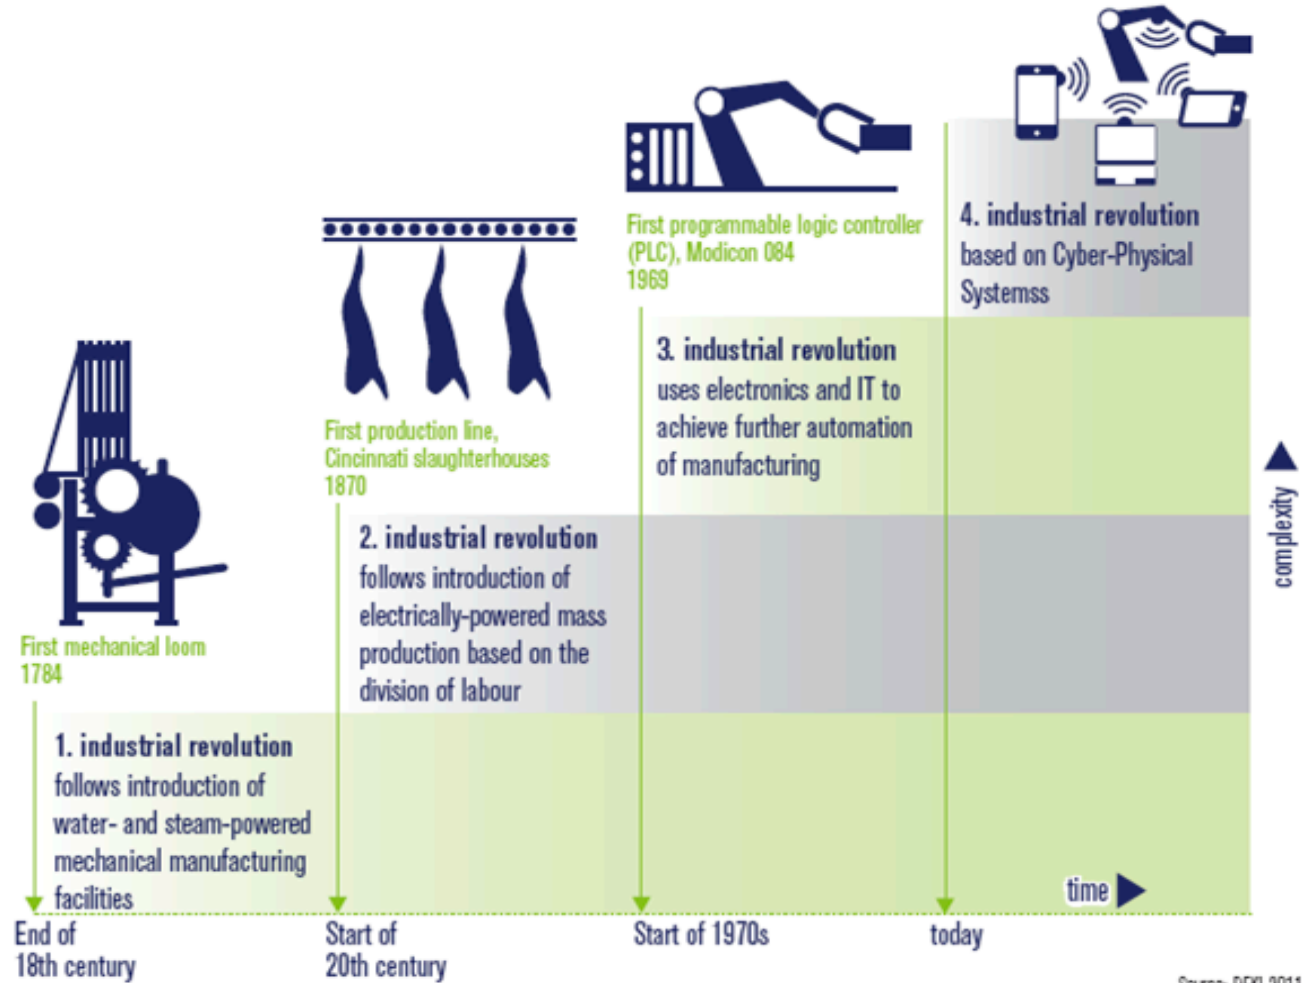 First mechanical loom
1784
First production line,
Cincinnati slaughterhouses
1870
First programmable logic controller
(PLC), Modicon 084
1969
4. industrial revolution
based on Cyber-Physical
Systemss
3. industrial revolution
uses electronics and IT to
achieve further automation
of manufacturing
2. industrial revolution
follows introduction of
electrically-powered mass
production based on the
division of labour
1. industrial revolution
follows introduction of
water- and steam-powered
mechanical manufacturing
facilities
complexity
time
End of
18th century
Start of
20th century
Start of 1970s
today